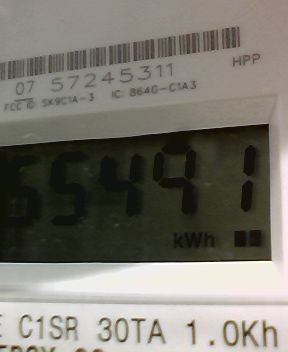 07 57245311
HPP
FCC ID: SK9C1A-3 IC: 864G-C1A3
55491
kWh
C1SR 30TA 1.0Kh